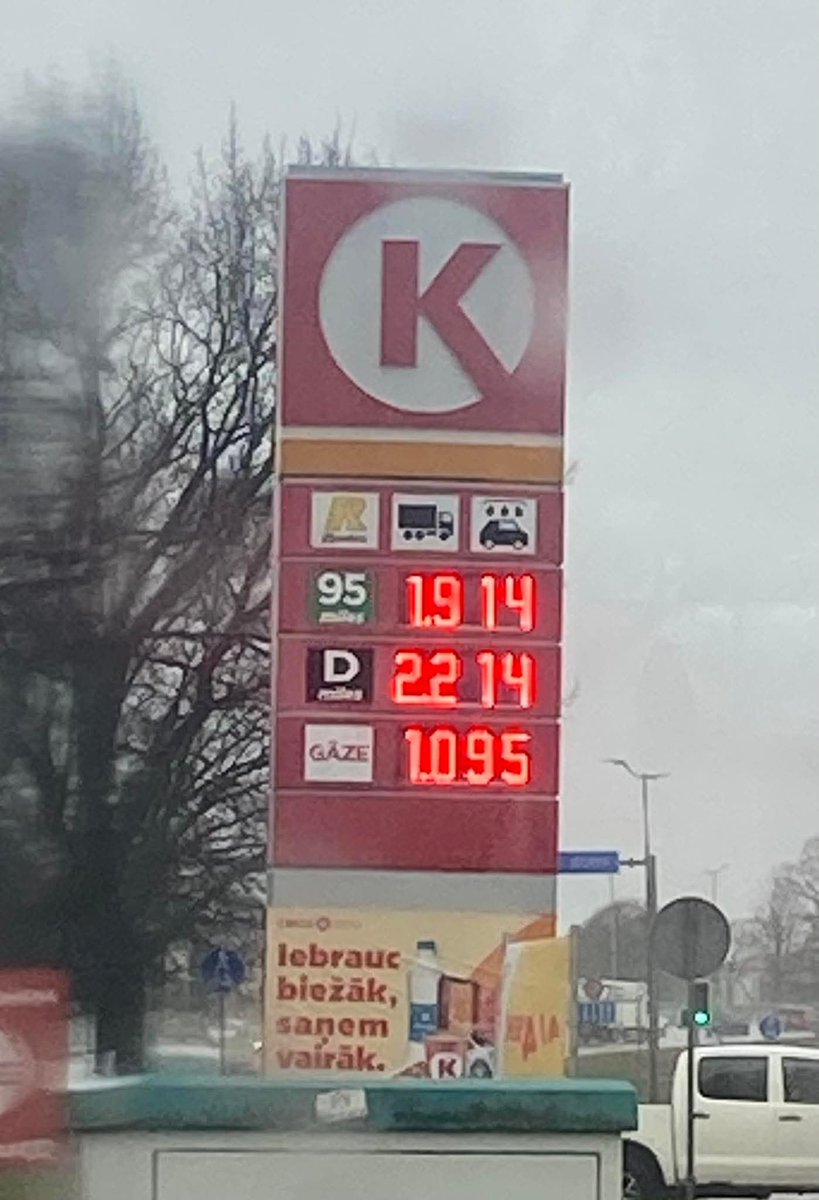 K
R
95 1.914
miles
D 2.214
miles
GĀZE 1.095
Iebrauc
biežāk,
saņem
vairāk.
K